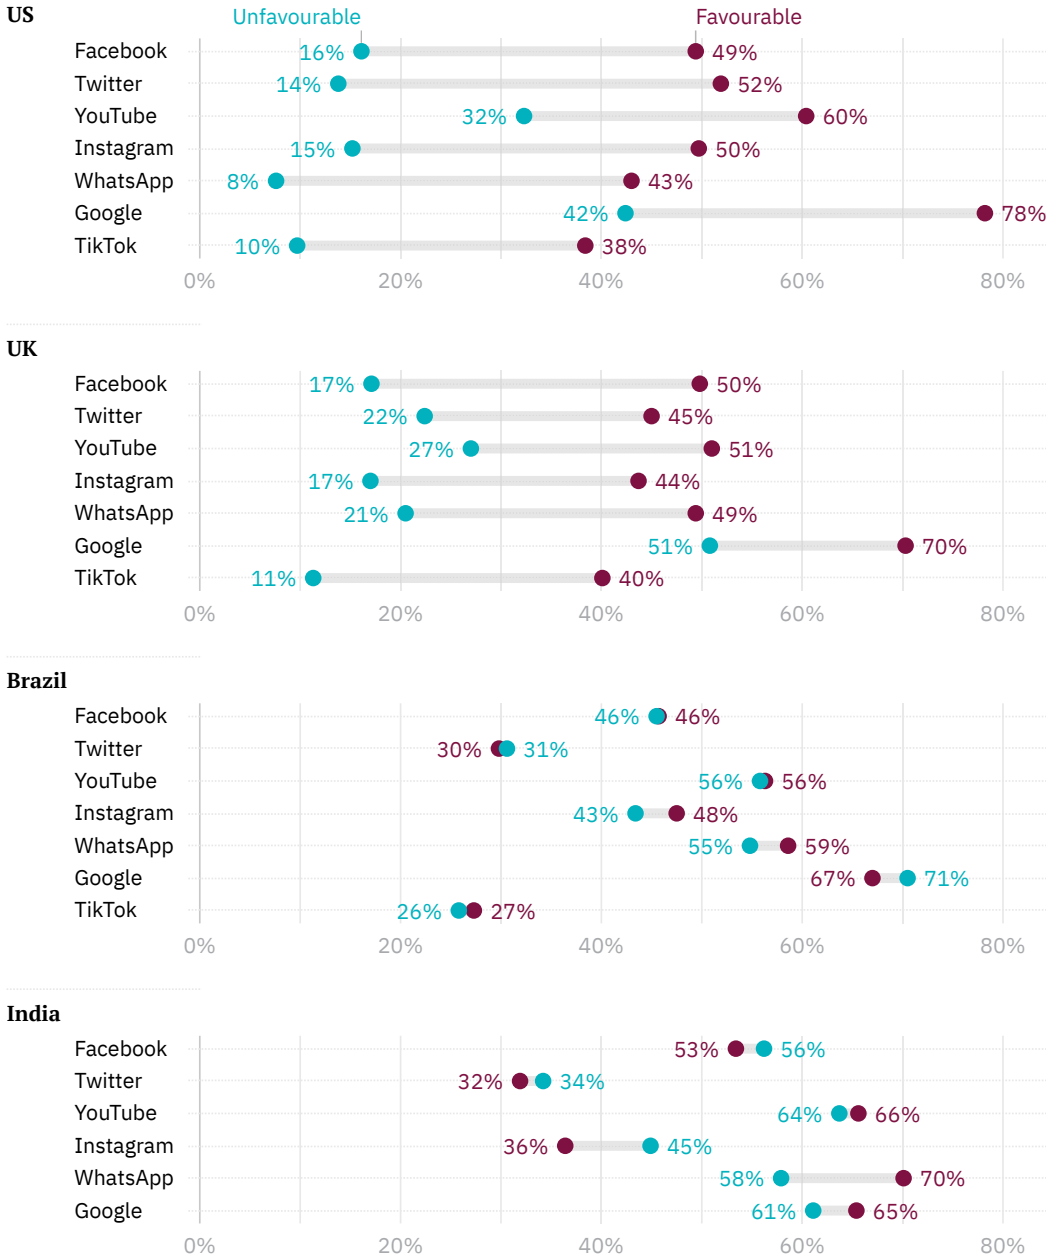 US
Unfavourable Favourable
Facebook 16% 49%
Twitter 14% 52%
YouTube 32% 60%
Instagram 15% 50%
WhatsApp 8% 43%
Google 42% 78%
TikTok 10% 38%
0% 20% 40% 60% 80%
UK
Facebook 17% 50%
Twitter 22% 45%
YouTube 27% 51%
Instagram 17% 44%
WhatsApp 21% 49%
Google 51% 70%
TikTok 11% 40%
0% 20% 40% 60% 80%
Brazil
Facebook 46% 46%
Twitter 30% 31%
YouTube 56% 56%
Instagram 43% 48%
WhatsApp 55% 59%
Google 67% 71%
TikTok 26% 27%
0% 20% 40% 60% 80%
India
Facebook 53% 56%
Twitter 32% 34%
YouTube 64% 66%
Instagram 36% 45%
WhatsApp 58% 70%
Google 61% 65%
0% 20% 40% 60% 80%